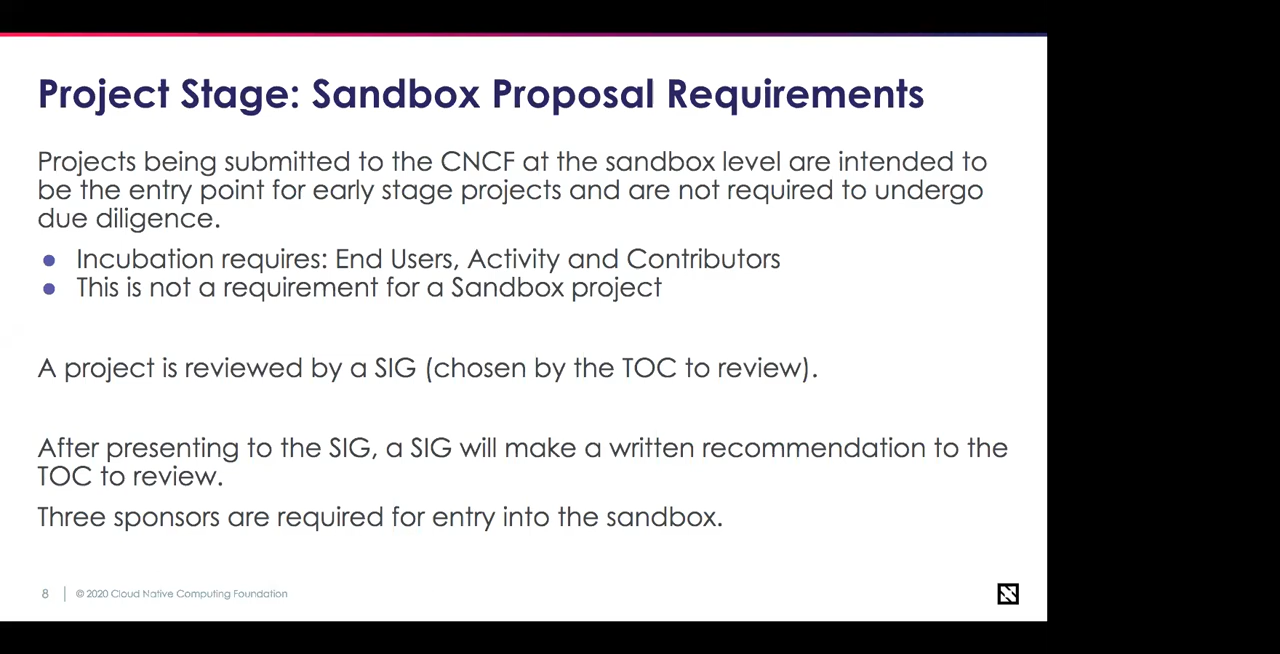 Project Stage: Sandbox Proposal Requirements
Projects being submitted to the CNCF at the sandbox level are intended to
be the entry point for early stage projects and are not required to undergo
due diligence.
● Incubation requires: End Users, Activity and Contributors
● This is not a requirement for a Sandbox project
A project is reviewed by a SIG (chosen by the TOC to review).
After presenting to the SIG, a SIG will make a written recommendation to the
TOC to review.
Three sponsors are required for entry into the sandbox.
8 | © 2020 Cloud Native Computing Foundation